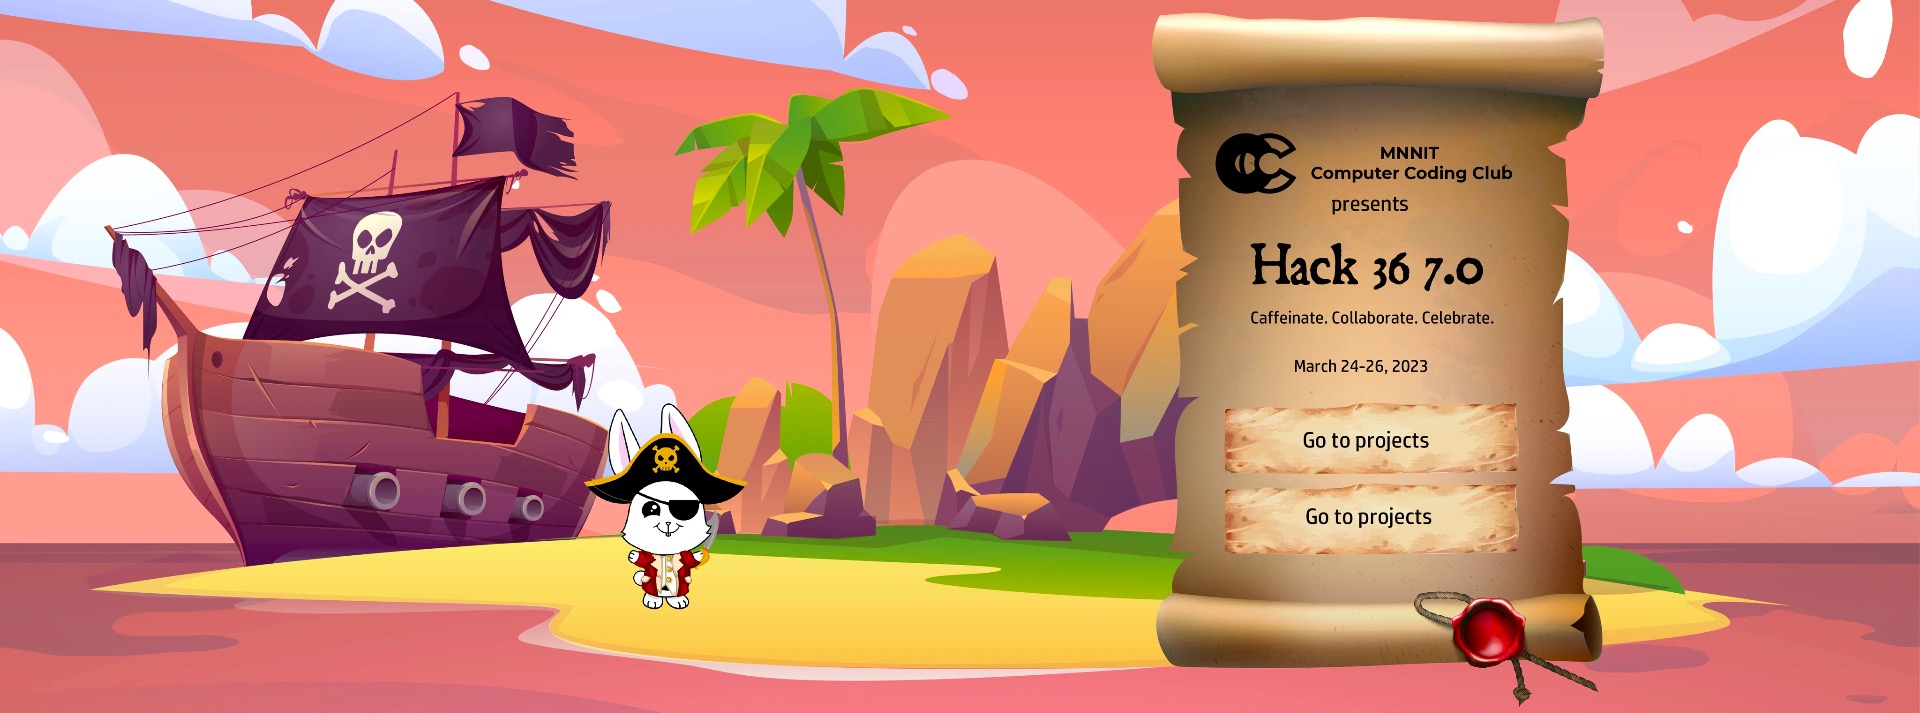 MNNIT
Computer Coding Club
presents
Hack 36 7.0
Caffeinate. Collaborate. Celebrate.
March 24-26, 2023
Go to projects
Go to projects